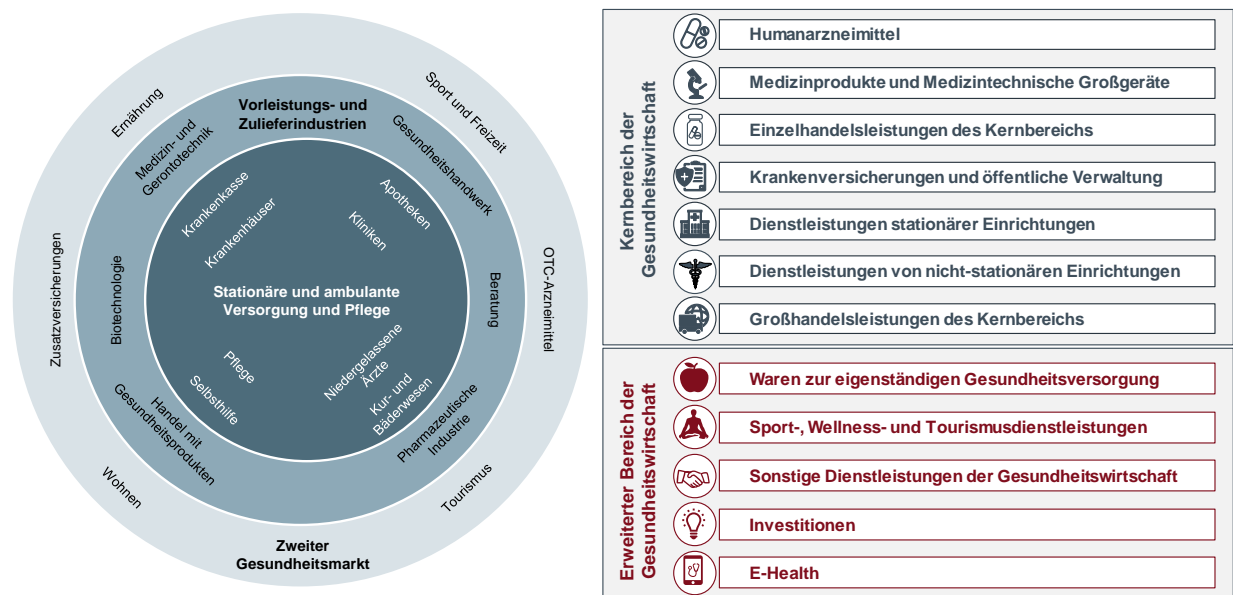 Ernährung
Sport und Freizeit
Zusatzversicherungen
OTC-Arzneimittel
Wohnen
Tourismus
Zweiter
Gesundheitsmarkt
Vorleistungs- und
Zulieferindustrien
Medizin- und
Gerontotechnik
Gesundheitshandwerk
Biotechnologie
Beratung
Handel mit
Gesundheitsprodukten
Pharmazeutische
Industrie
Krankenkasse
Krankenhäuser
Apotheken
Kliniken
Stationäre und ambulante
Versorgung und Pflege
Pflege
Selbsthilfe
Niedergelassene
Ärzte
Kur- und
Bäderwesen
Kernbereich der
Gesundheitswirtschaft
Humanarzneimittel
Medizinprodukte und Medizintechnische Großgeräte
Einzelhandelsleistungen des Kernbereichs
Krankenversicherungen und öffentliche Verwaltung
Dienstleistungen stationärer Einrichtungen
Dienstleistungen von nicht-stationären Einrichtungen
Großhandelsleistungen des Kernbereichs
Erweiterter Bereich der
Gesundheitswirtschaft
Waren zur eigenständigen Gesundheitsversorgung
Sport-, Wellness- und Tourismusdienstleistungen
Sonstige Dienstleistungen der Gesundheitswirtschaft
Investitionen
E-Health